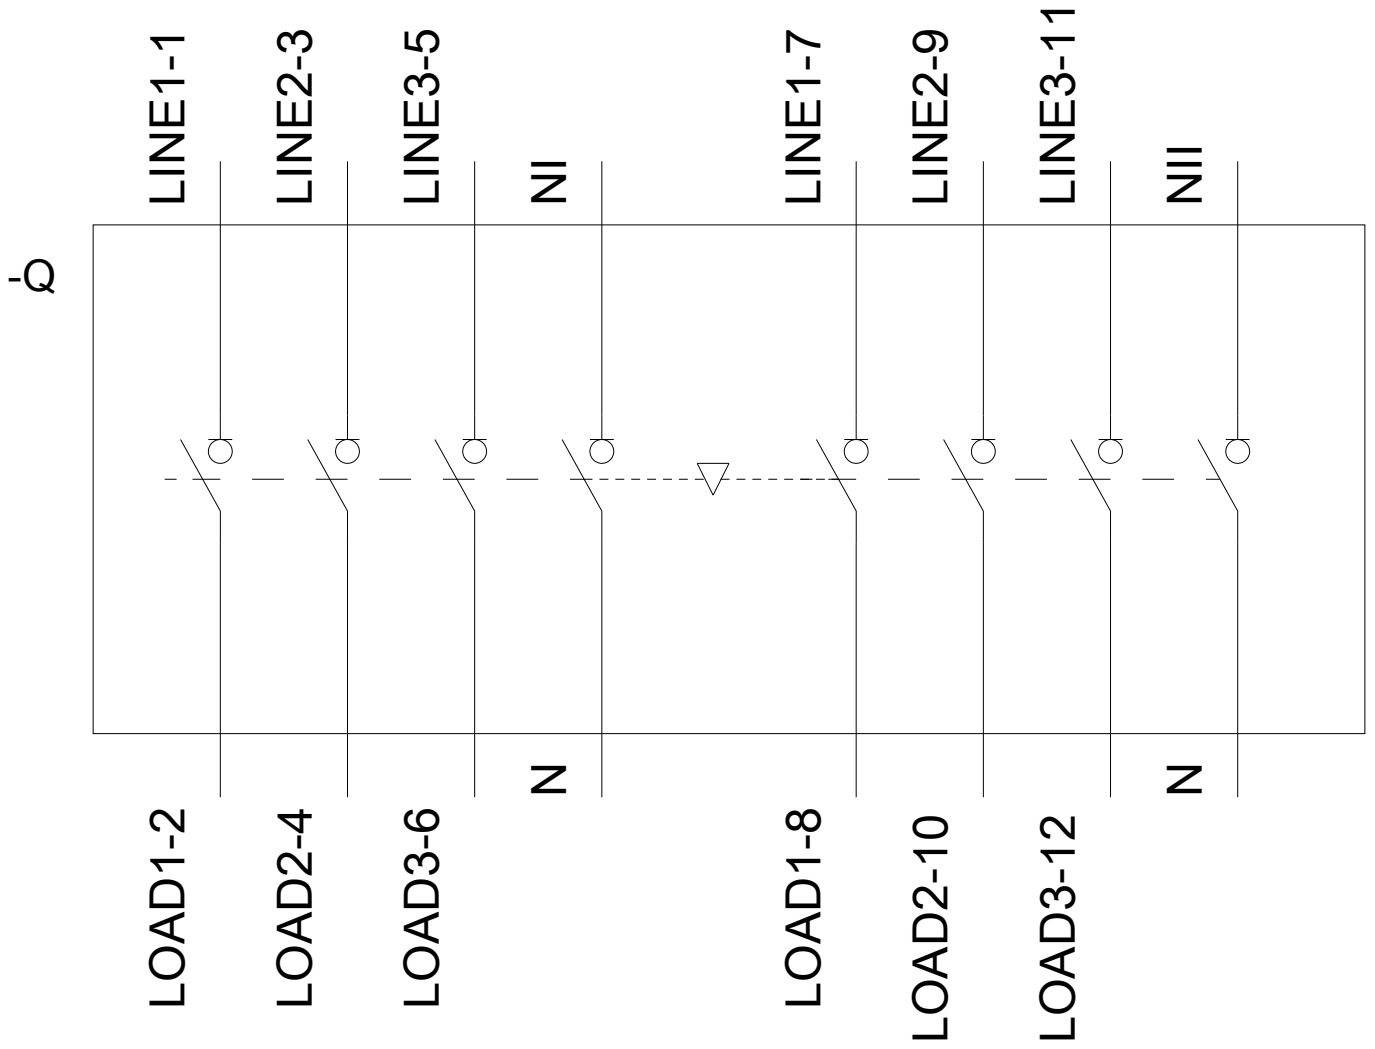 LINE1-1
LINE2-3
LINE3-5
NI
LINE1-7
LINE2-9
LINE3-11
NII
-Q
LOAD1-2
LOAD2-4
LOAD3-6
N
LOAD1-8
LOAD2-10
LOAD3-12
N